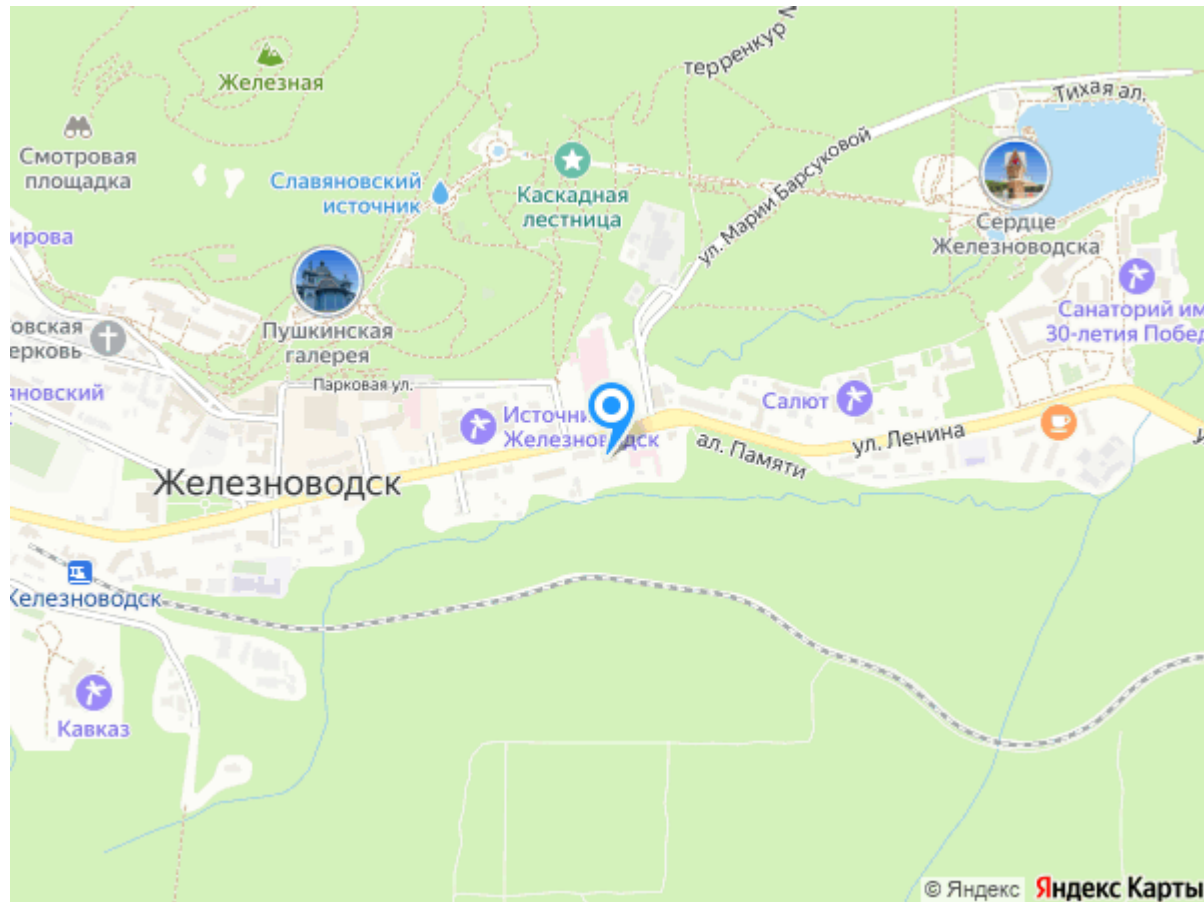 терренкур
Железная
Тихая ал.
Смотровая
площадка
Славяновский
источник
Каскадная
лестница
ул. Марии Барсуковой
Сердце
Железноводска
ирова
Санаторий им
30-летия Побед
Пушкинская
галерея
овская
ерковь
Парковая ул.
яновский
Источни
Железноводск
Салют
ул. Ленина
ал. Памяти
Железноводск
Железноводск
Кавказ
© Яндекс Яндекс Карты